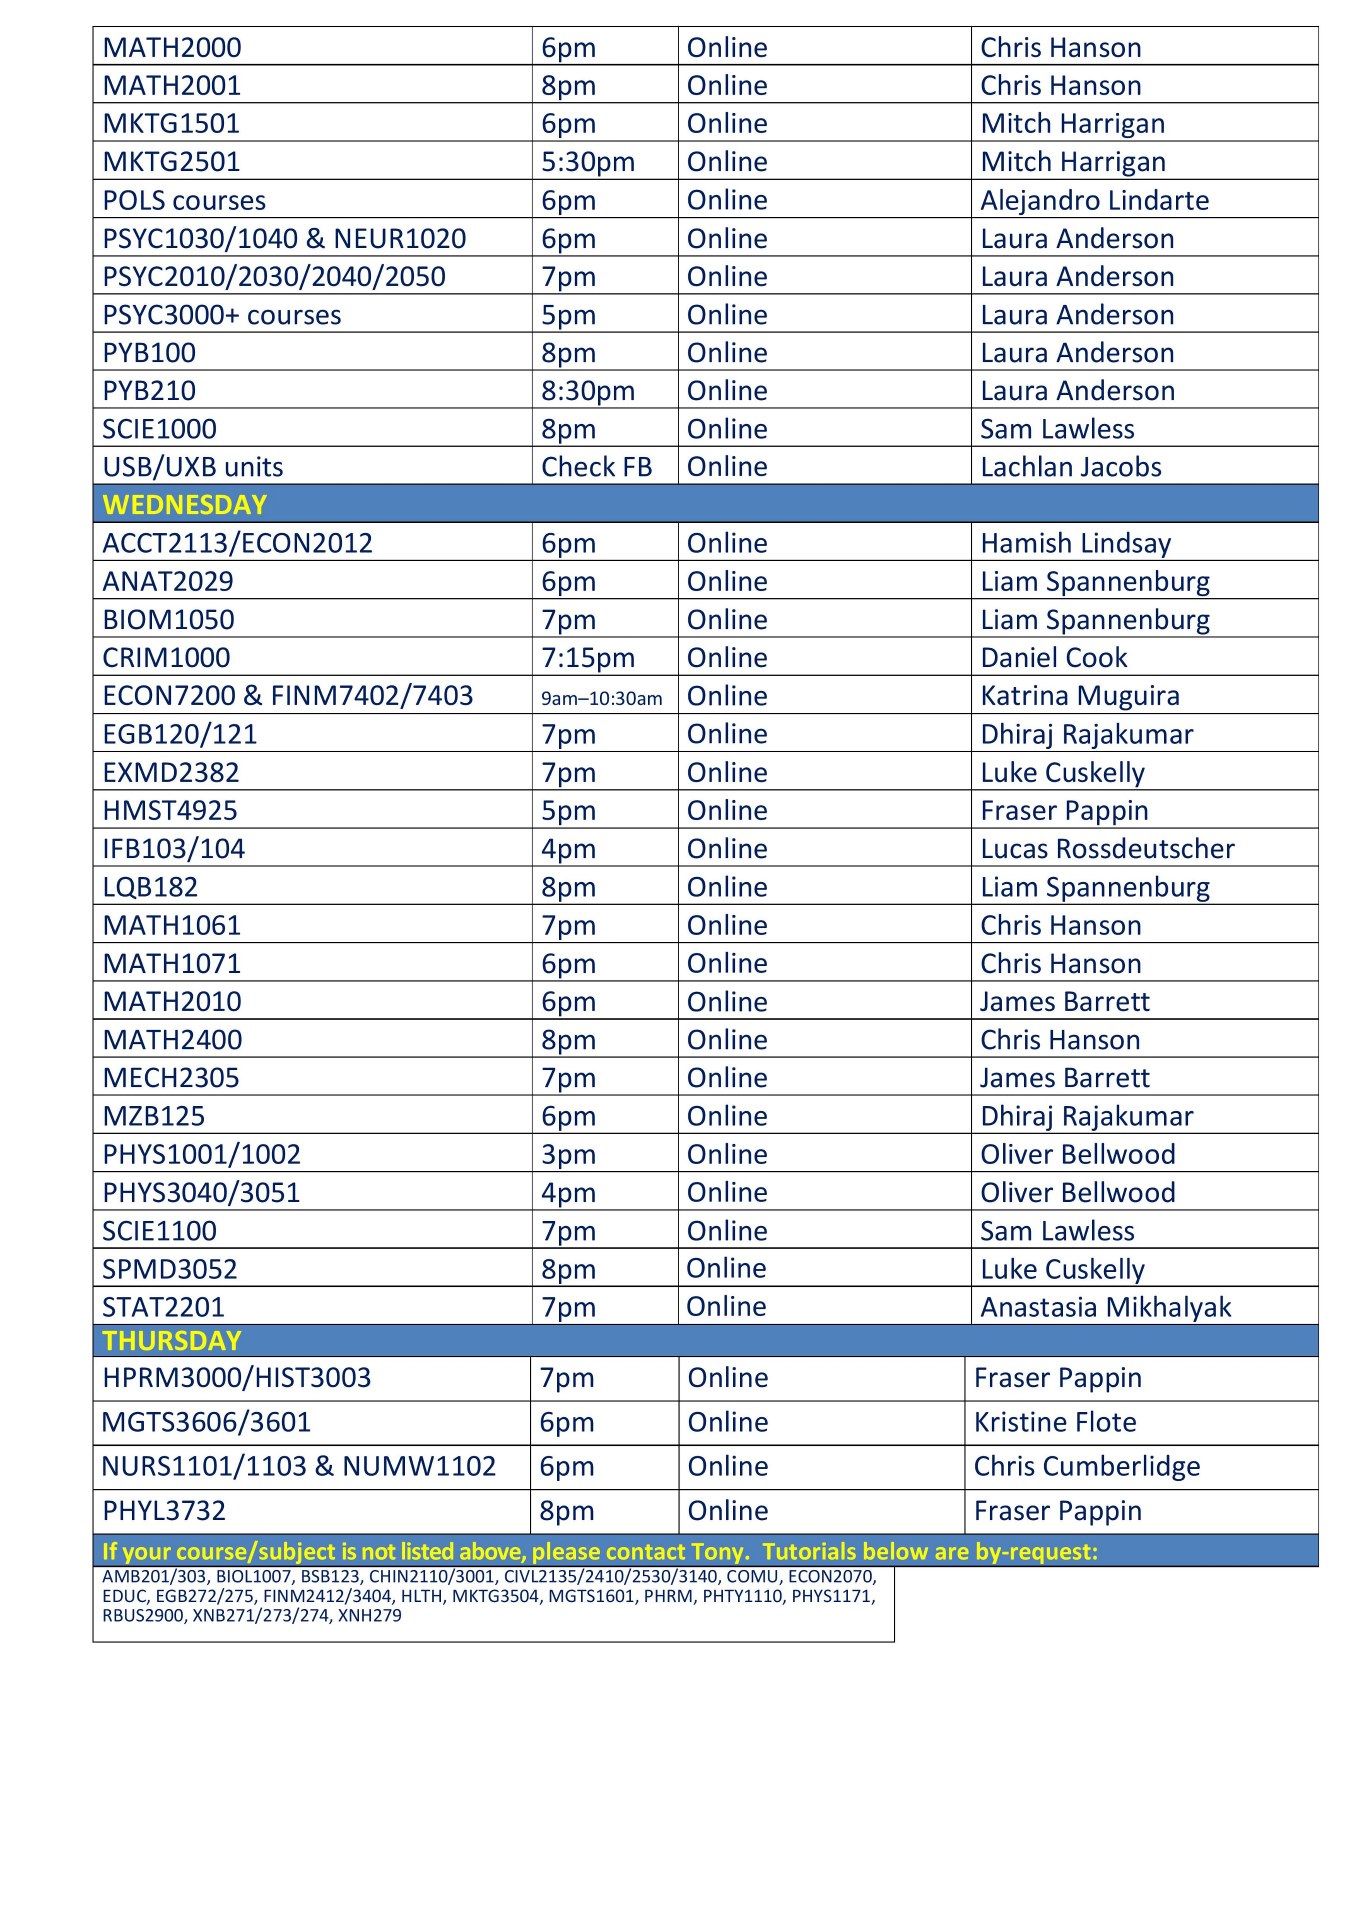 MATH2000 6pm Online Chris Hanson
MATH2001 8pm Online Chris Hanson
MKTG1501 6pm Online Mitch Harrigan
MKTG2501 5:30pm Online Mitch Harrigan
POLS courses 6pm Online Alejandro Lindarte
PSYC1030/1040 & NEUR1020 6pm Online Laura Anderson
PSYC2010/2030/2040/2050 7pm Online Laura Anderson
PSYC3000+ courses 5pm Online Laura Anderson
PYB100 8pm Online Laura Anderson
PYB210 8:30pm Online Laura Anderson
SCIE1000 8pm Online Sam Lawless
USB/UXB units Check FB Online Lachlan Jacobs
WEDNESDAY
ACCT2113/ECON2012 6pm Online Hamish Lindsay
ANAT2029 6pm Online Liam Spannenburg
BIOM1050 7pm Online Liam Spannenburg
CRIM1000 7:15pm Online Daniel Cook
ECON7200 & FINM7402/7403 9am–10:30am Online Katrina Muguira
EGB120/121 7pm Online Dhiraj Rajakumar
EXMD2382 7pm Online Luke Cuskelly
HMST4925 5pm Online Fraser Pappin
IFB103/104 4pm Online Lucas Rossdeutscher
LQB182 8pm Online Liam Spannenburg
MATH1061 7pm Online Chris Hanson
MATH1071 6pm Online Chris Hanson
MATH2010 6pm Online James Barrett
MATH2400 8pm Online Chris Hanson
MECH2305 7pm Online James Barrett
MZB125 6pm Online Dhiraj Rajakumar
PHYS1001/1002 3pm Online Oliver Bellwood
PHYS3040/3051 4pm Online Oliver Bellwood
SCIE1100 7pm Online Sam Lawless
SPMD3052 8pm Online Luke Cuskelly
STAT2201 7pm Online Anastasia Mikhalyak
THURSDAY
HPRM3000/HIST3003 7pm Online Fraser Pappin
MGTS3606/3601 6pm Online Kristine Flote
NURS1101/1103 & NUMW1102 6pm Online Chris Cumberlidge
PHYL3732 8pm Online Fraser Pappin
If your course/subject is not listed above, please contact Tony.  Tutorials below are by-request:
AMB201/303, BIOL1007, BSB123, CHIN2110/3001, CIVL2135/2410/2530/3140, COMU, ECON2070,
EDUC, EGB272/275, FINM2412/3404, HLTH, MKTG3504, MGTS1601, PHRM, PHTY1110, PHYS1171,
RBUS2900, XNB271/273/274, XNH279